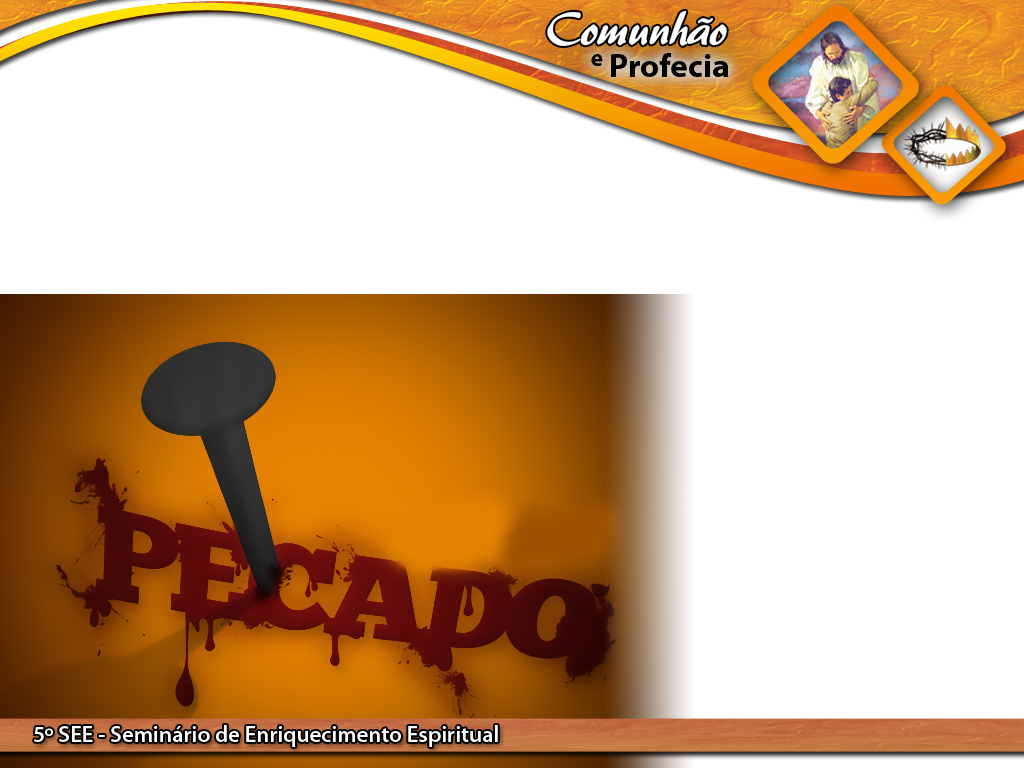 Comunhão
e Profecia
PECADO
5º SEE - Seminário de Enriquecimento Espiritual